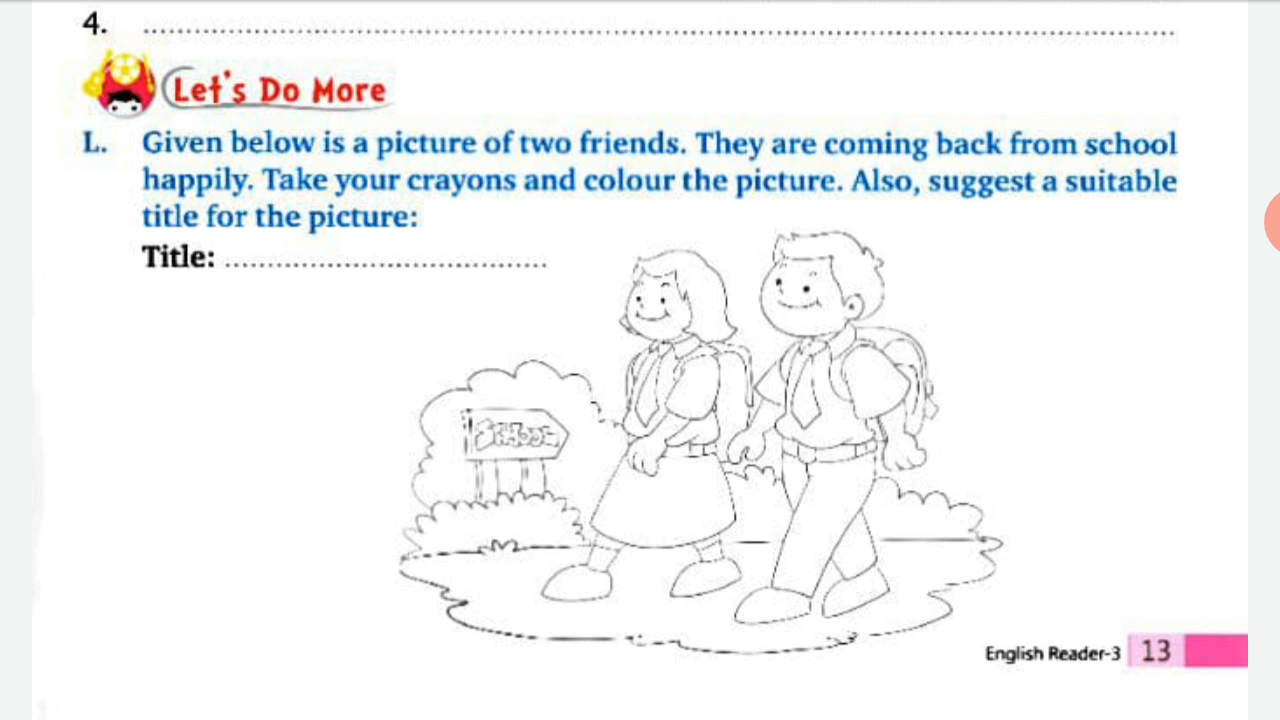 4. ........................................................................................................
Let's Do More
L. Given below is a picture of two friends. They are coming back from school
happily. Take your crayons and colour the picture. Also, suggest a suitable
title for the picture:
Title: ....................................
School
English Reader-3 13